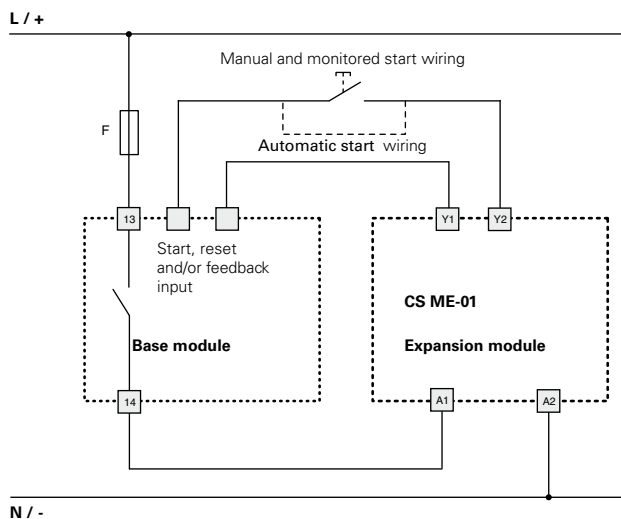 L / +
Manual and monitored start wiring
F
Automatic start wiring
13
Y1
Y2
Start, reset
and/or feedback
input
CS ME-01
Base module
Expansion module
14
A1
A2
N / -